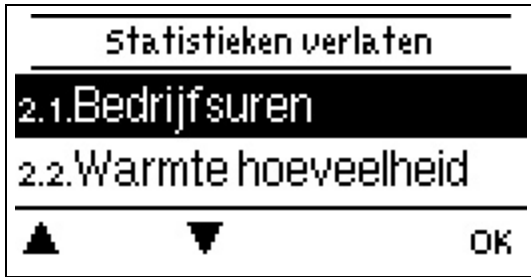 Statistieken verlaten
2.1.Bedrijfsuren
2.2.Warmte hoeveelheid
▲ ▼ OK